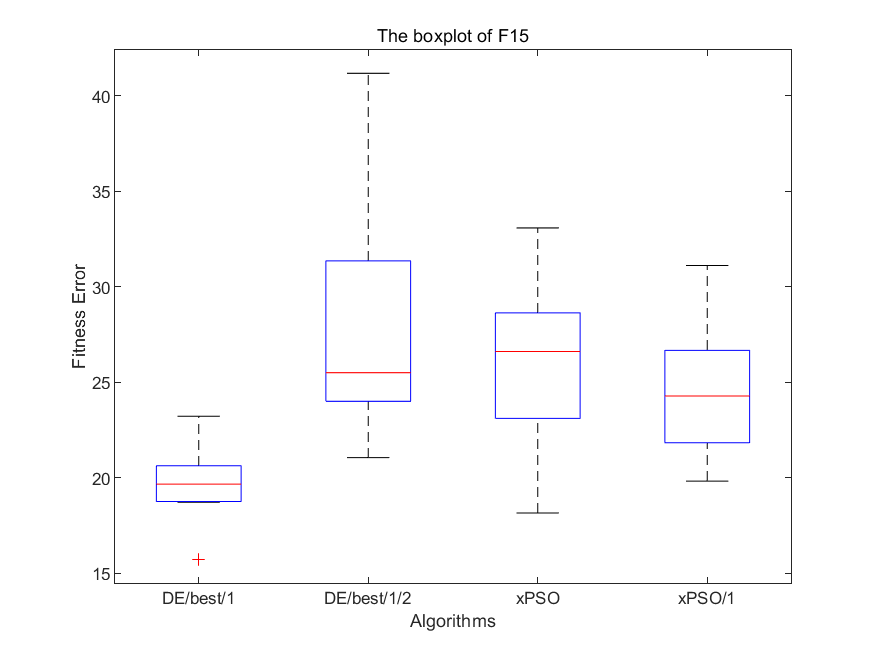 The boxplot of F15
Fitness Error
40
35
30
25
20
15
DE/best/1 DE/best/1/2 xPSO xPSO/1
Algorithms